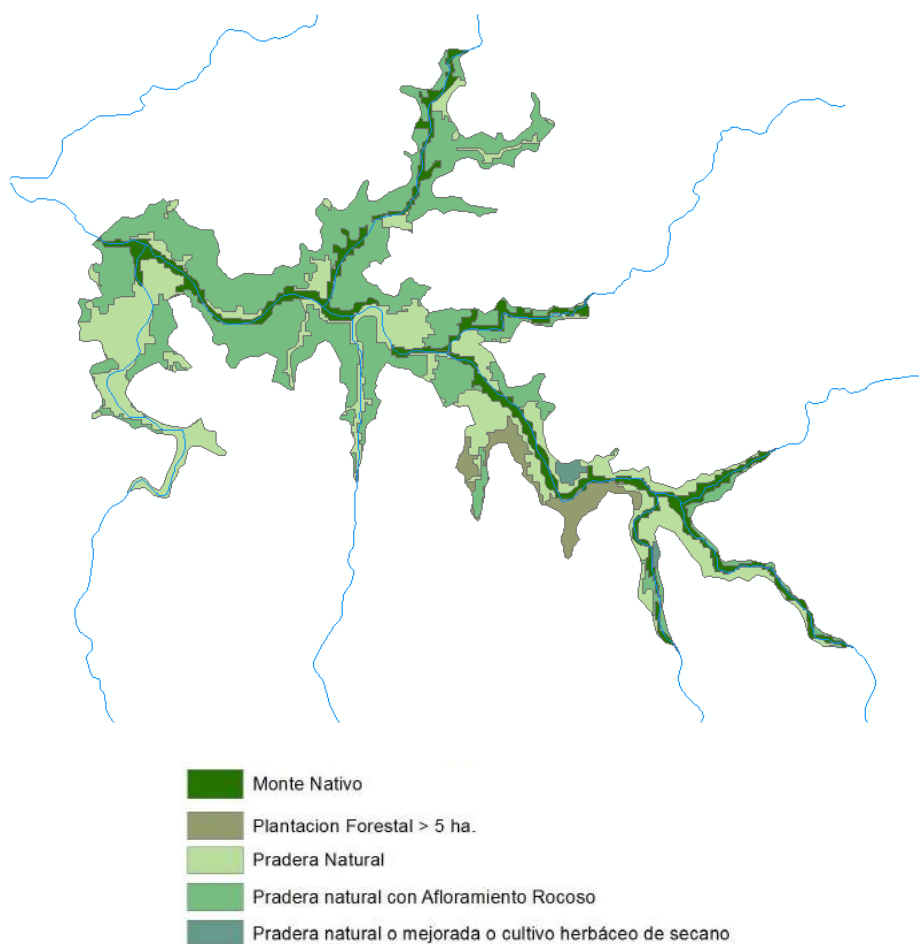 Monte Nativo
Plantacion Forestal > 5 ha.
Pradera Natural
Pradera natural con Afloramiento Rocoso
Pradera natural o mejorada o cultivo herbáceo de secano